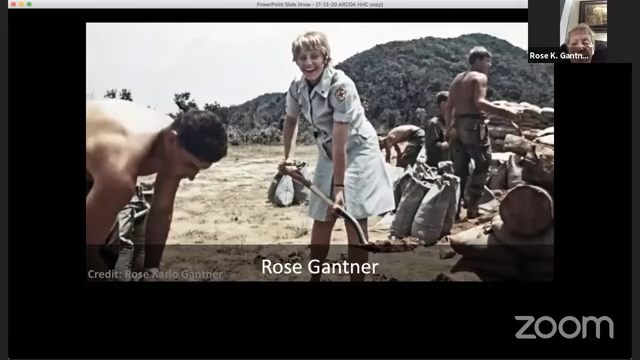 PowerPoint Slide Show - [7-13-20 ARCOA HHC copy]
Rose K. Gantn...
Credit: Rose Karlo Gantner
Rose Gantner
zoom